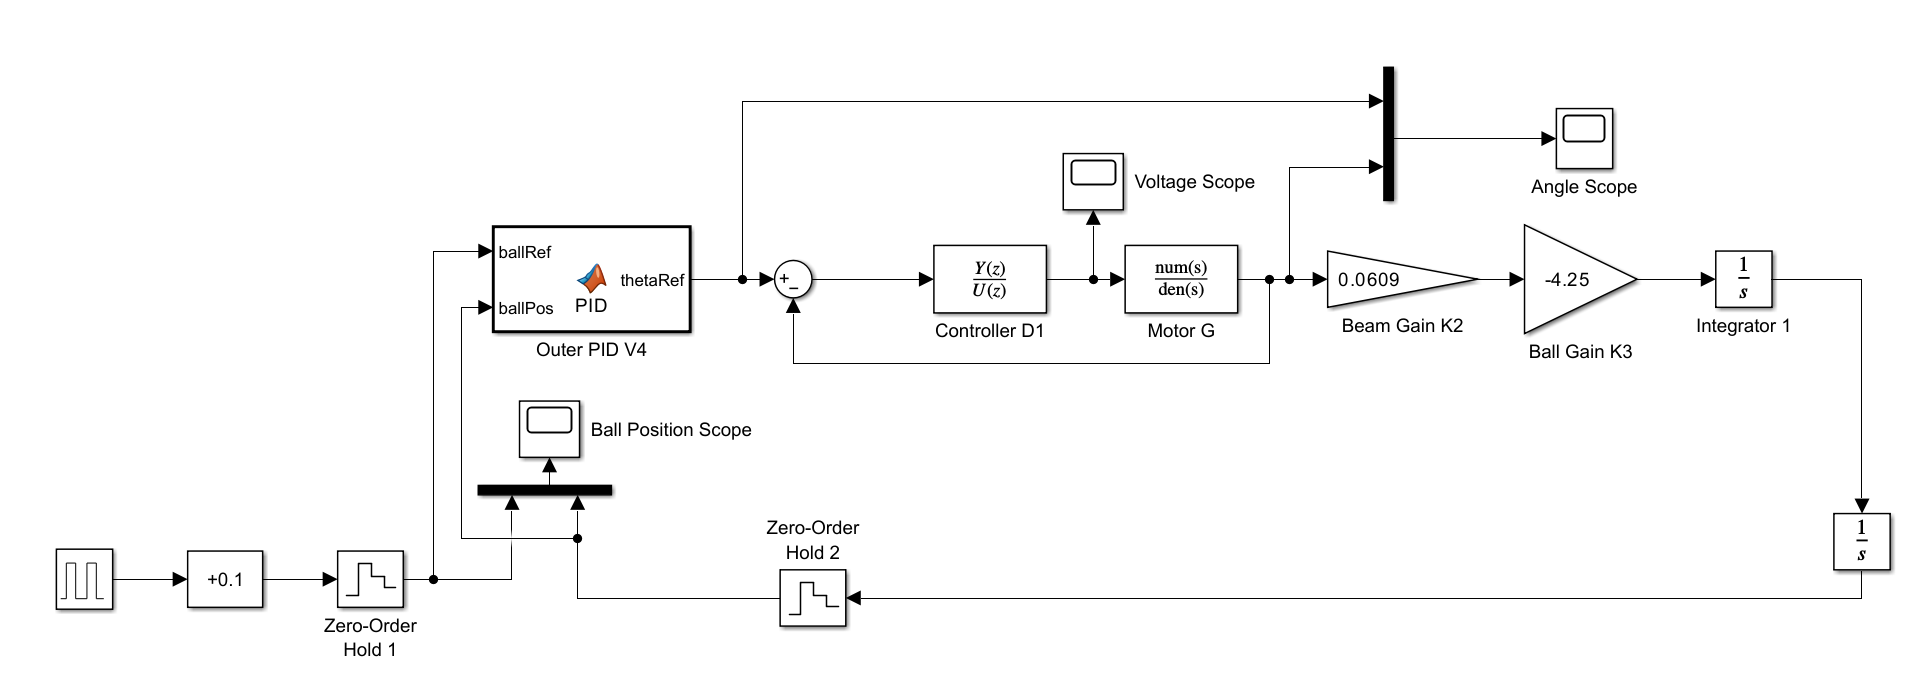 Angle Scope
Voltage Scope
ballRef
ballPos
PID
thetaRef
Outer PID V4
+
−
Y(z)
U(z)
Controller D1
num(s)
den(s)
Motor G
0.0609
Beam Gain K2
-4.25
Ball Gain K3
1
s
Integrator 1
Ball Position Scope
+0.1
Zero-Order
Hold 1
Zero-Order
Hold 2
1
s